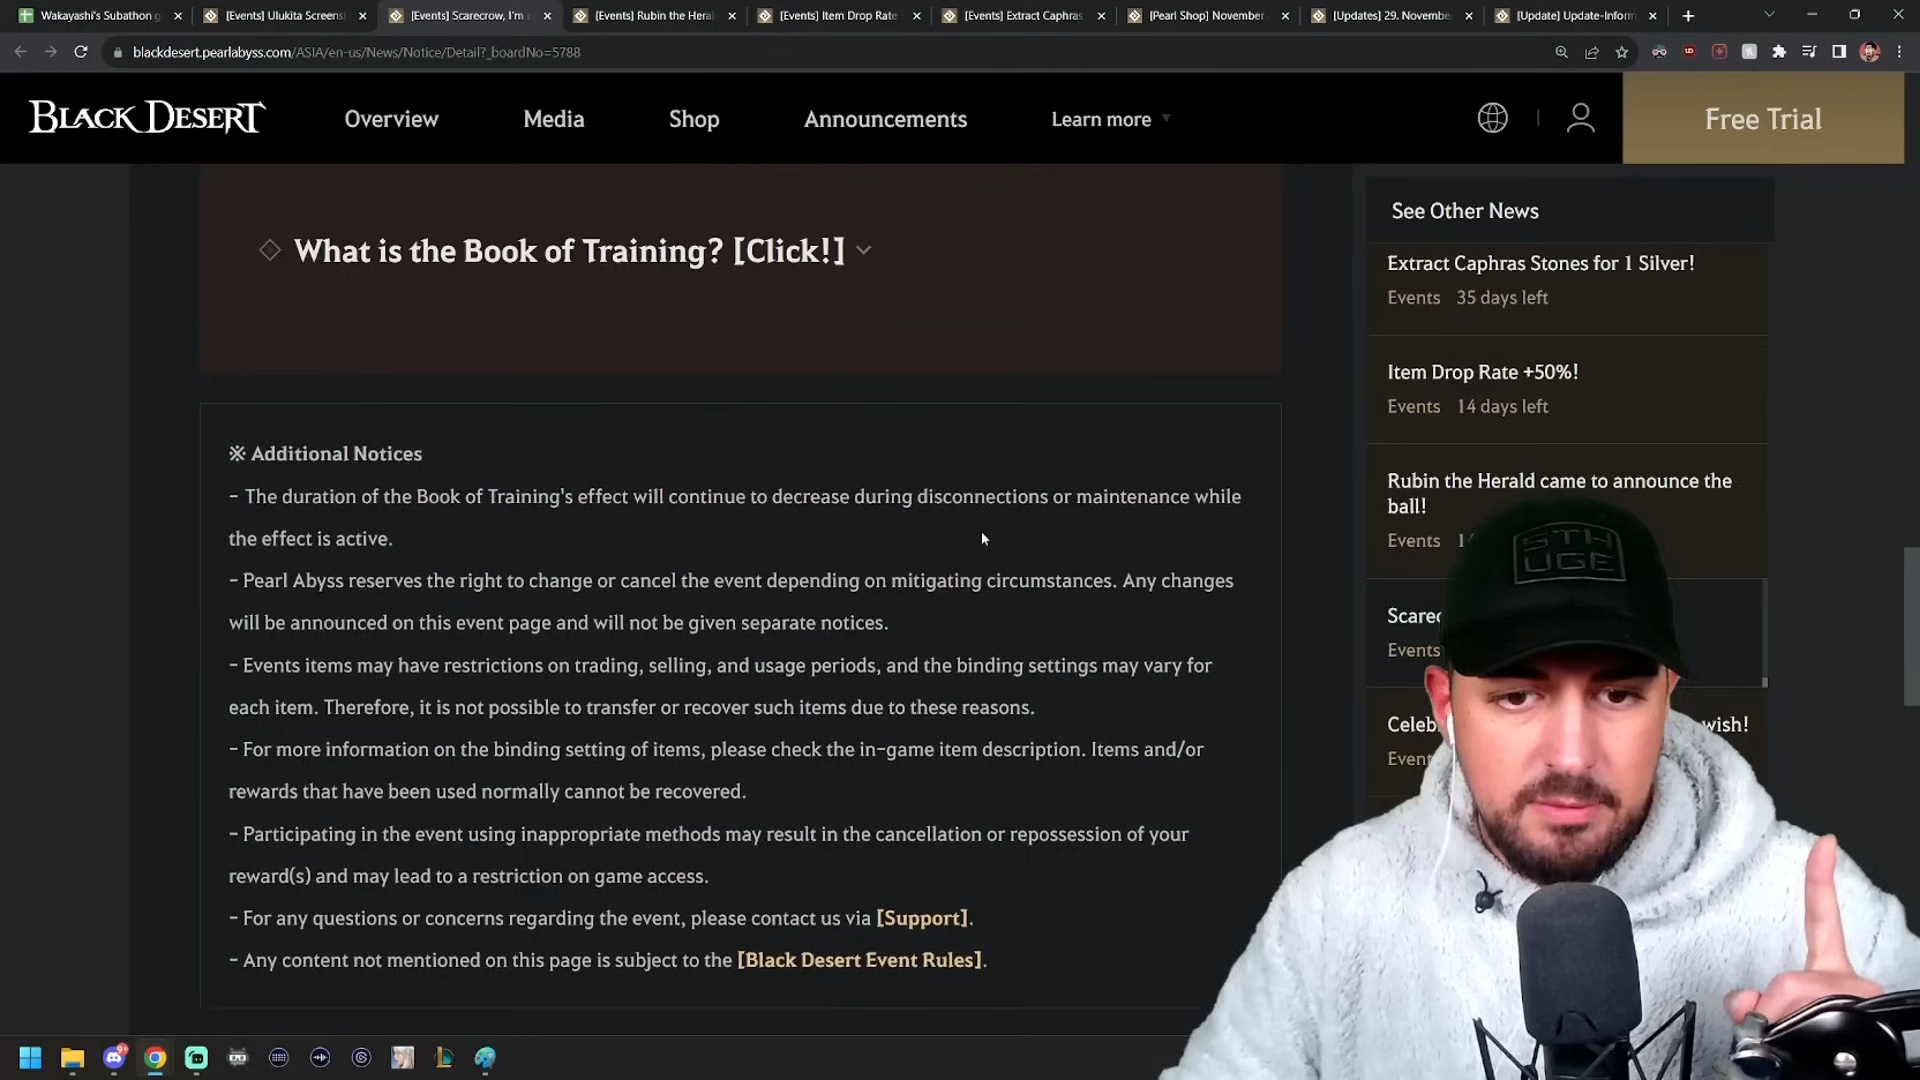 Wakayashi's Subathon g
[Events] Ulukita Screens
[Events] Scarecrow, I'm
[Events] Rubin the Heral
[Events] Item Drop Rate
[Events] Extract Caphras
[Pearl Shop] November
[Updates] 29. Novembe
[Update] Update-Inform
blackdesert.pearlabyss.com/ASIA/en-us/News/Notice/Detail?_boardNo=5788
BLACK DESERT
Overview
Media
Shop
Announcements
Learn more
Free Trial
What is the Book of Training? [Click!]
※ Additional Notices
- The duration of the Book of Training's effect will continue to decrease during disconnections or maintenance while
the effect is active.
- Pearl Abyss reserves the right to change or cancel the event depending on mitigating circumstances. Any changes
will be announced on this event page and will not be given separate notices.
- Events items may have restrictions on trading, selling, and usage periods, and the binding settings may vary for
each item. Therefore, it is not possible to transfer or recover such items due to these reasons.
- For more information on the binding setting of items, please check the in-game item description. Items and/or
rewards that have been used normally cannot be recovered.
- Participating in the event using inappropriate methods may result in the cancellation or repossession of your
reward(s) and may lead to a restriction on game access.
- For any questions or concerns regarding the event, please contact us via [Support].
- Any content not mentioned on this page is subject to the [Black Desert Event Rules].
See Other News
Extract Caphras Stones for 1 Silver!
Events 35 days left
Item Drop Rate +50%!
Events 14 days left
Rubin the Herald came to announce the
ball!
Events
Scarec
Events
Celeb wish!
Event
STH
UGE